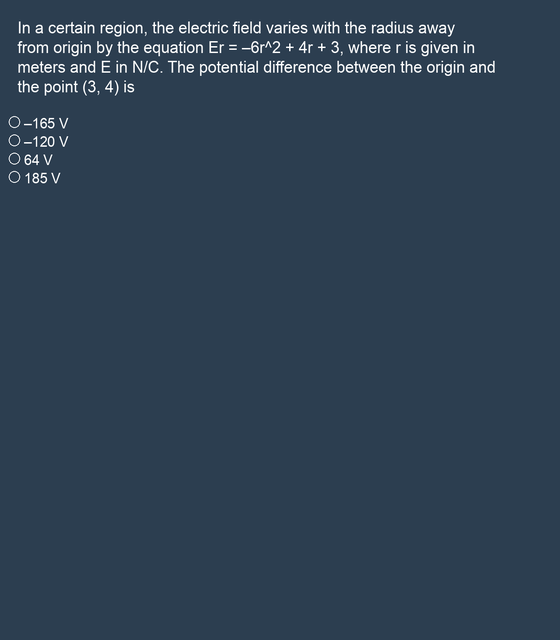 In a certain region, the electric field varies with the radius away
from origin by the equation Er = –6r^2 + 4r + 3, where r is given in
meters and E in N/C. The potential difference between the origin and
the point (3, 4) is
–165 V
–120 V
64 V
185 V